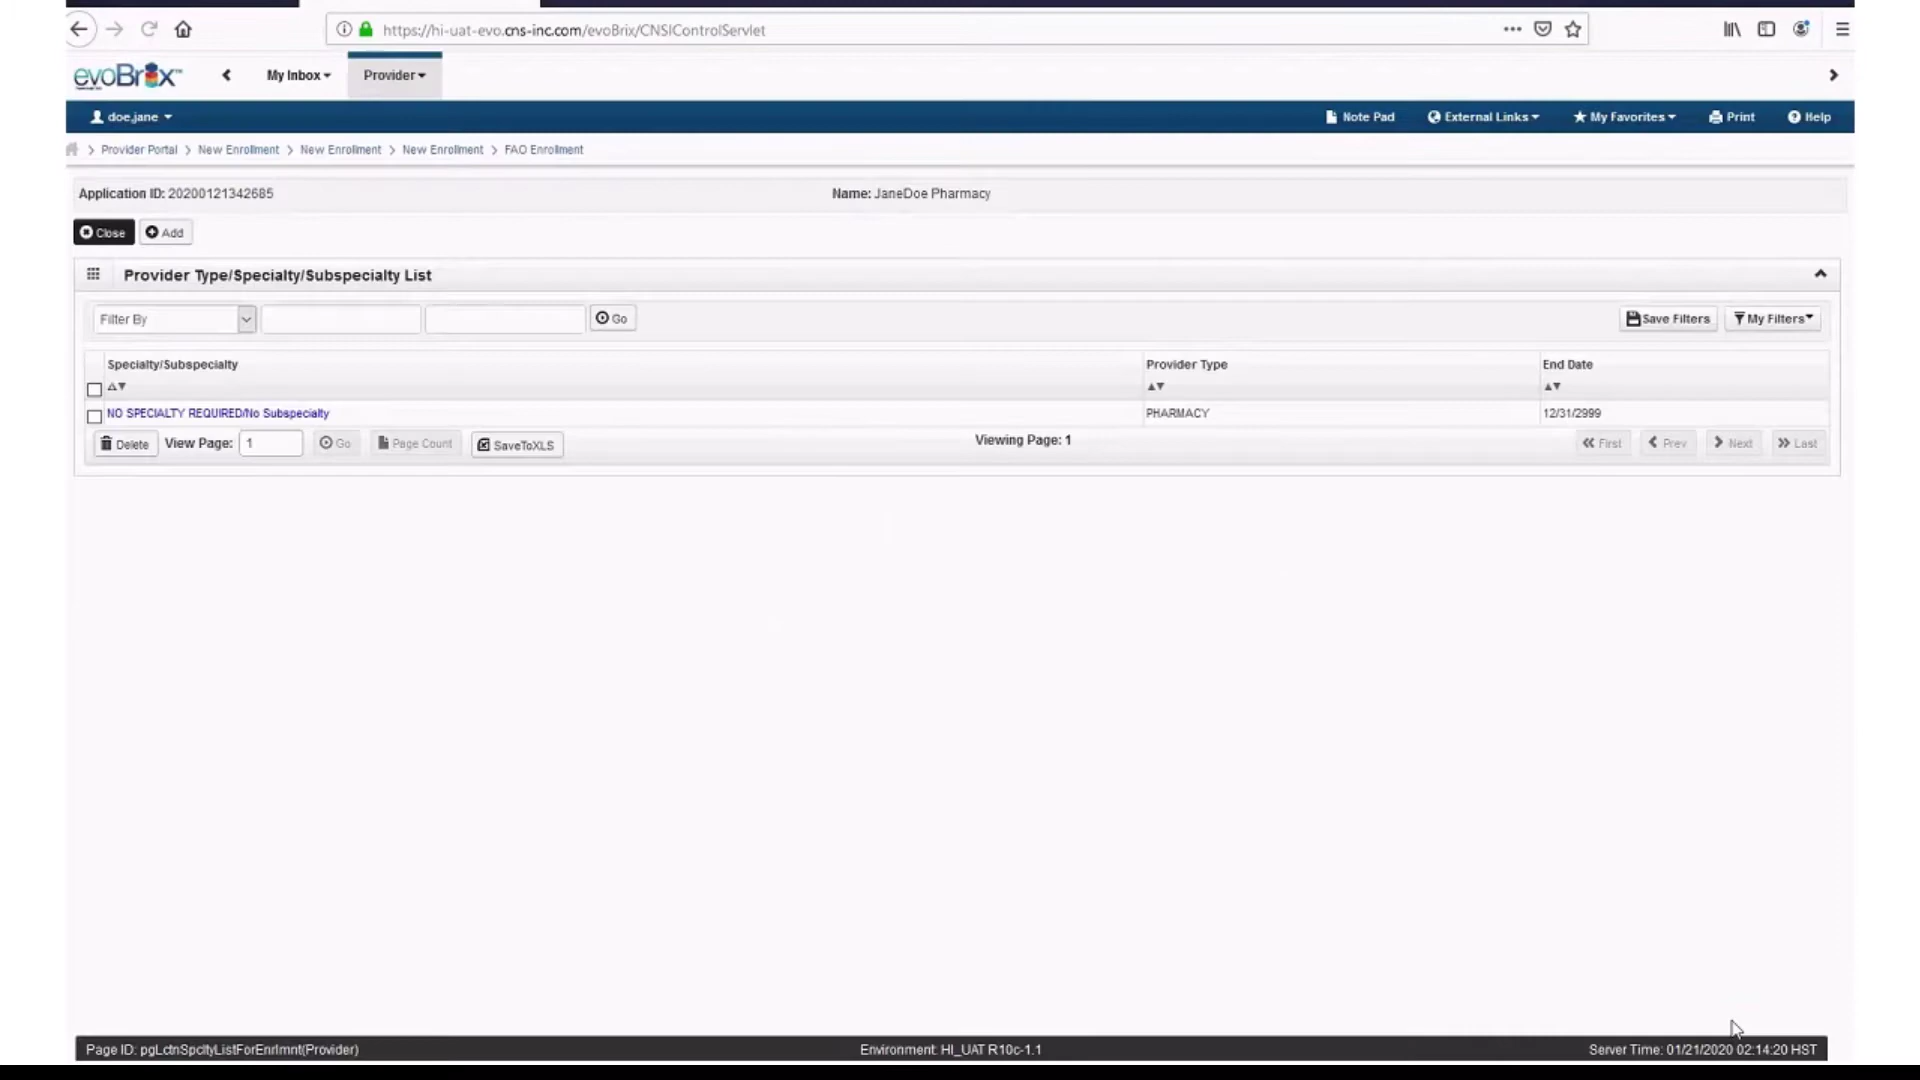 https://hi-uat-evo.cns-inc.com/evoBrix/CNSIControlServlet
evoBrix™ My Inbox Provider
doe,jane Note Pad External Links My Favorites Print Help
> Provider Portal > New Enrollment > New Enrollment > New Enrollment > FAO Enrollment
Application ID: 20200121342685 Name: JaneDoe Pharmacy
Close Add
Provider Type/Specialty/Subspecialty List
Filter By Go Save Filters My Filters
Specialty/Subspecialty Provider Type End Date
NO SPECIALTY REQUIRED/No Subspecialty PHARMACY 12/31/2999
Delete View Page: 1 Go Page Count SaveToXLS Viewing Page: 1 First Prev Next Last
Page ID: pgLctnSpcltyListForEnrlmnt(Provider) Environment: HI_UAT R10c-1.1 Server Time: 01/21/2020 02:14:20 HST